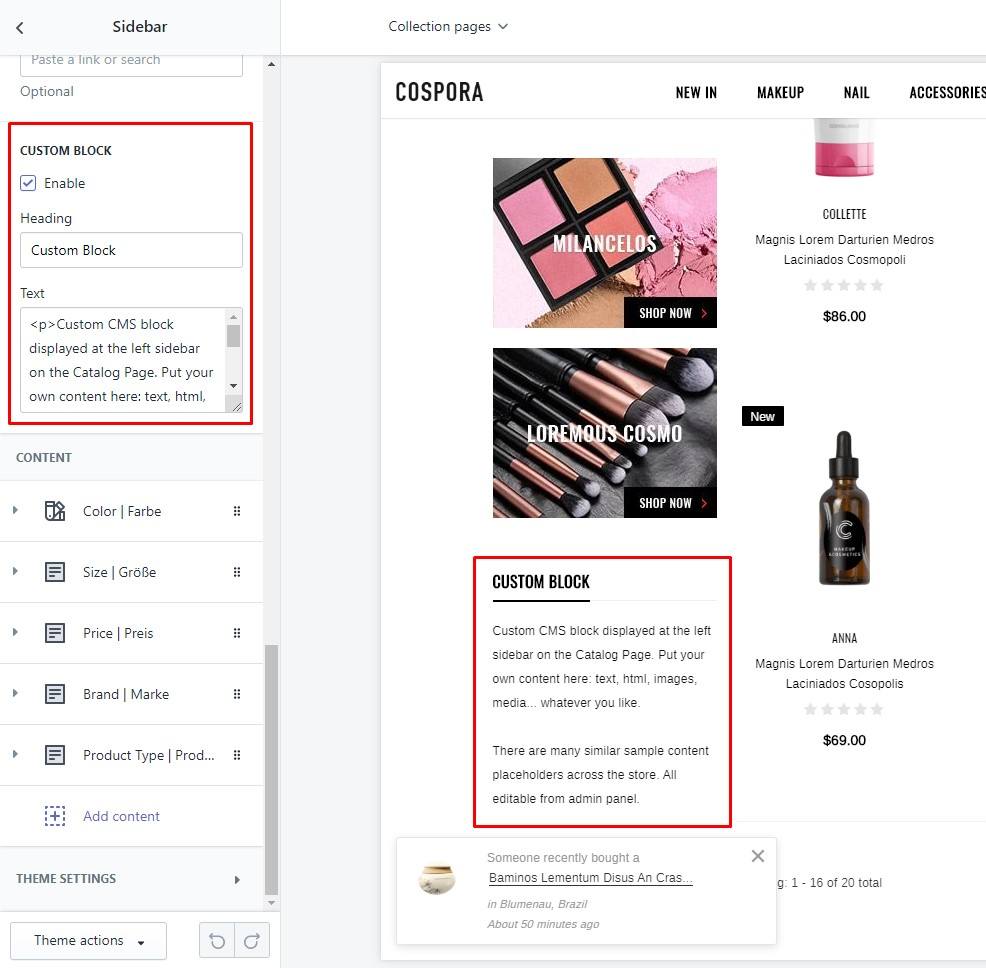 Sidebar
Paste a link or search
Optional
CUSTOM BLOCK
Enable
Heading
Custom Block
Text
<p>Custom CMS block
displayed at the left sidebar
on the Catalog Page. Put your
own content here: text, html,
CONTENT
Color | Farbe
Size | Größe
Price | Preis
Brand | Marke
Product Type | Prod...
Add content
THEME SETTINGS
Theme actions
Collection pages
COSPORA
NEW IN
MAKEUP
NAIL
ACCESSORIES
MILANCELOS
SHOP NOW
LOREMOUS COSMO
SHOP NOW
CUSTOM BLOCK
Custom CMS block displayed at the left
sidebar on the Catalog Page. Put your
own content here: text, html, images,
media... whatever you like.
There are many similar sample content
placeholders across the store. All
editable from admin panel.
COLLETTE
Magnis Lorem Darturien Medros
Laciniados Cosmopoli
$86.00
New
C
MAKEUP
&COSMETICS
ANNA
Magnis Lorem Darturien Medros
Laciniados Cosopolis
$69.00
Someone recently bought a
Baminos Lementum Disus An Cras...
in Blumenau, Brazil
About 50 minutes ago
g: 1 - 16 of 20 total